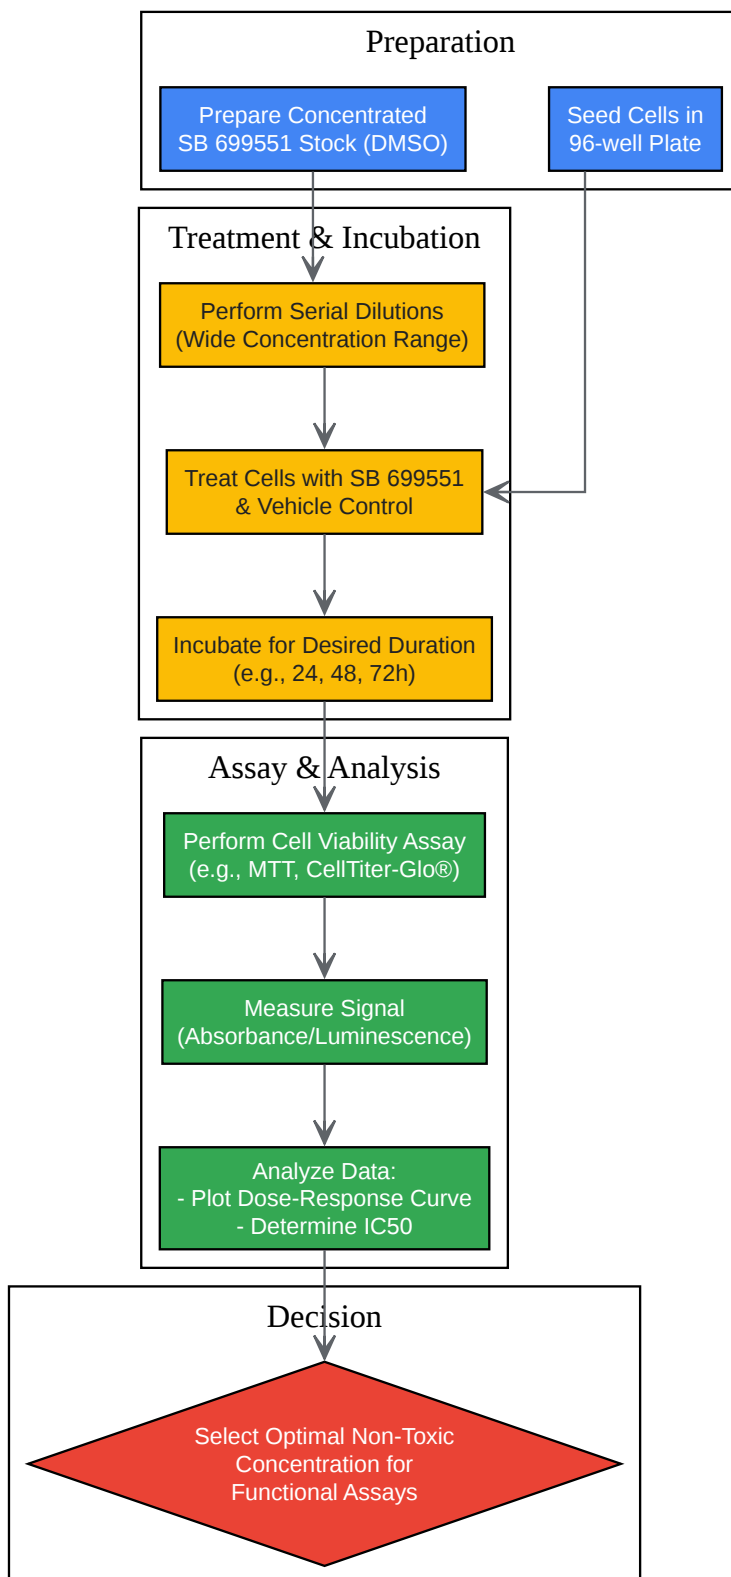 Preparation
Prepare Concentrated
SB 699551 Stock (DMSO)
Seed Cells in
96-well Plate
Treatment & Incubation
Perform Serial Dilutions
(Wide Concentration Range)
Treat Cells with SB 699551
& Vehicle Control
Incubate for Desired Duration
(e.g., 24, 48, 72h)
Assay & Analysis
Perform Cell Viability Assay
(e.g., MTT, CellTiter-Glo®)
Measure Signal
(Absorbance/Luminescence)
Analyze Data:
- Plot Dose-Response Curve
- Determine IC50
Decision
Select Optimal Non-Toxic
Concentration for
Functional Assays